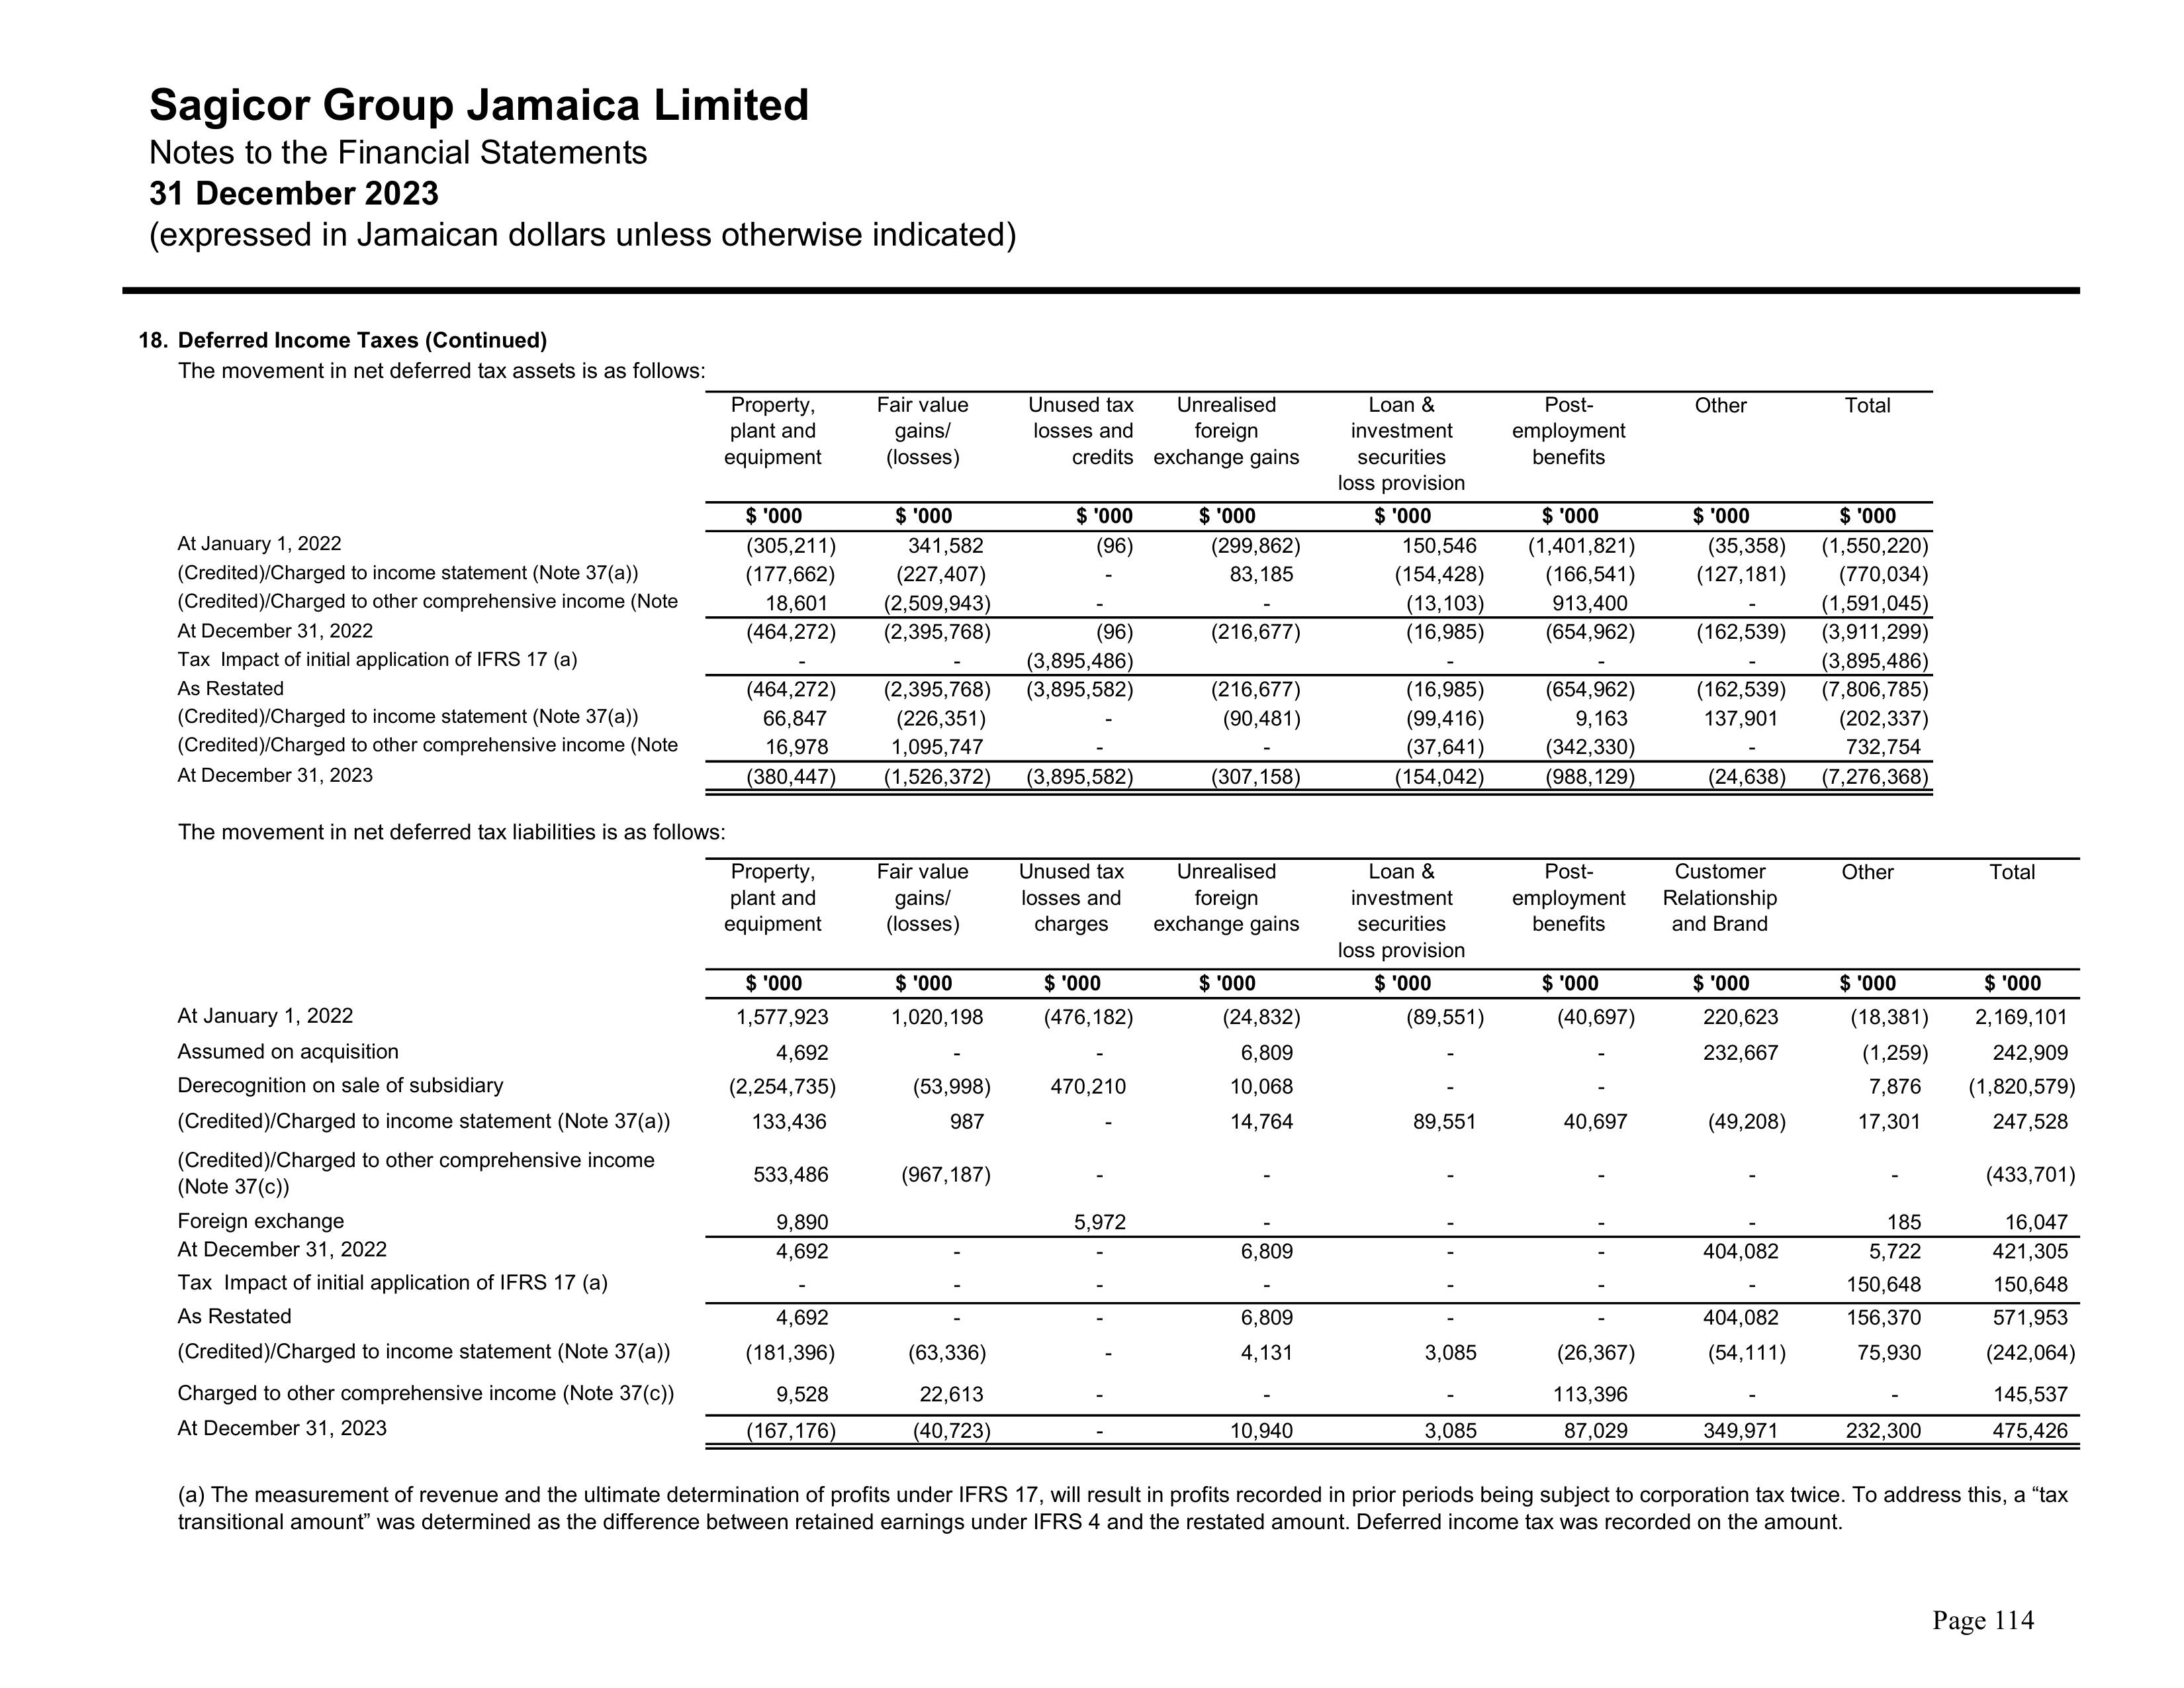 Sagicor Group Jamaica Limited
Notes to the Financial Statements
31 December 2023
(expressed in Jamaican dollars unless otherwise indicated)
18. Deferred Income Taxes (Continued)
The movement in net deferred tax assets is as follows:
Property, Fair value Unused tax Unrealised Loan & Post- Other Total
plant and gains/ losses and foreign investment employment
equipment (losses) credits exchange gains securities benefits
loss provision
$ '000 $ '000 $ '000 $ '000 $ '000 $ '000 $ '000 $ '000
At January 1, 2022 (305,211) 341,582 (96) (299,862) 150,546 (1,401,821) (35,358) (1,550,220)
(Credited)/Charged to income statement (Note 37(a)) (177,662) (227,407) - 83,185 (154,428) (166,541) (127,181) (770,034)
(Credited)/Charged to other comprehensive income (Note 18,601 (2,509,943) - - (13,103) 913,400 - (1,591,045)
At December 31, 2022 (464,272) (2,395,768) (96) (216,677) (16,985) (654,962) (162,539) (3,911,299)
Tax Impact of initial application of IFRS 17 (a) - - (3,895,486) - - - (3,895,486)
As Restated (464,272) (2,395,768) (3,895,582) (216,677) (16,985) (654,962) (162,539) (7,806,785)
(Credited)/Charged to income statement (Note 37(a)) 66,847 (226,351) - (90,481) (99,416) 9,163 137,901 (202,337)
(Credited)/Charged to other comprehensive income (Note 16,978 1,095,747 - - (37,641) (342,330) - 732,754
At December 31, 2023 (380,447) (1,526,372) (3,895,582) (307,158) (154,042) (988,129) (24,638) (7,276,368)
The movement in net deferred tax liabilities is as follows:
Property, Fair value Unused tax Unrealised Loan & Post- Customer Other Total
plant and gains/ losses and foreign investment employment Relationship
equipment (losses) charges exchange gains securities benefits and Brand
loss provision
$ '000 $ '000 $ '000 $ '000 $ '000 $ '000 $ '000 $ '000 $ '000
At January 1, 2022 1,577,923 1,020,198 (476,182) (24,832) (89,551) (40,697) 220,623 (18,381) 2,169,101
Assumed on acquisition 4,692 - - 6,809 - - 232,667 (1,259) 242,909
Derecognition on sale of subsidiary (2,254,735) (53,998) 470,210 10,068 - - 7,876 (1,820,579)
(Credited)/Charged to income statement (Note 37(a)) 133,436 987 - 14,764 89,551 40,697 (49,208) 17,301 247,528
(Credited)/Charged to other comprehensive income
(Note 37(c)) 533,486 (967,187) - - - - - - (433,701)
Foreign exchange 9,890 5,972 - - - - 185 16,047
At December 31, 2022 4,692 - - 6,809 - - 404,082 5,722 421,305
Tax Impact of initial application of IFRS 17 (a) - - - - - - - 150,648 150,648
As Restated 4,692 - - 6,809 - - 404,082 156,370 571,953
(Credited)/Charged to income statement (Note 37(a)) (181,396) (63,336) - 4,131 3,085 (26,367) (54,111) 75,930 (242,064)
Charged to other comprehensive income (Note 37(c)) 9,528 22,613 - - - 113,396 - - 145,537
At December 31, 2023 (167,176) (40,723) - 10,940 3,085 87,029 349,971 232,300 475,426
(a) The measurement of revenue and the ultimate determination of profits under IFRS 17, will result in profits recorded in prior periods being subject to corporation tax twice. To address this, a “tax
transitional amount” was determined as the difference between retained earnings under IFRS 4 and the restated amount. Deferred income tax was recorded on the amount.
Page 114